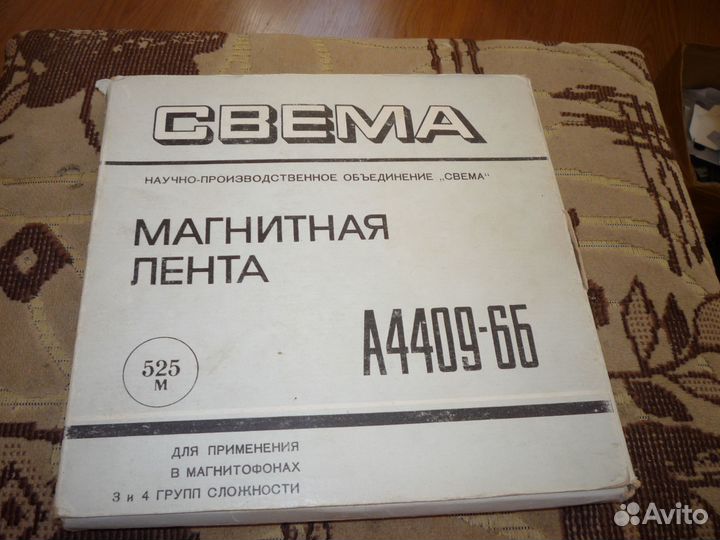 СВЕМА
НАУЧНО-ПРОИЗВОДСТВЕННОЕ ОБЪЕДИНЕНИЕ „СВЕМА"
МАГНИТНАЯ
ЛЕНТА
А4409-6Б
525
М
ДЛЯ ПРИМЕНЕНИЯ
В МАГНИТОФОНАХ
3 и 4 ГРУПП СЛОЖНОСТИ
Avito